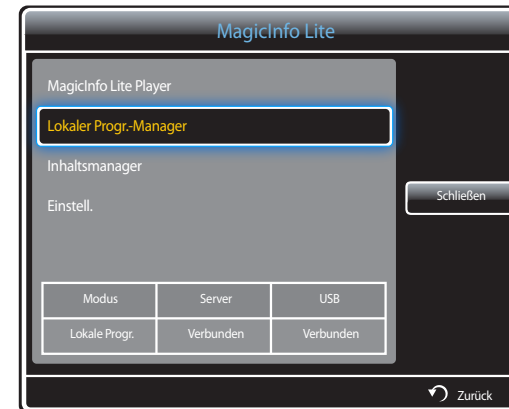 MagicInfo Lite
MagicInfo Lite Player
Lokaler Progr.-Manager
Inhaltsmanager
Einstell.
Schließen
Modus Server USB
Lokale Progr. Verbunden Verbunden
Zurück